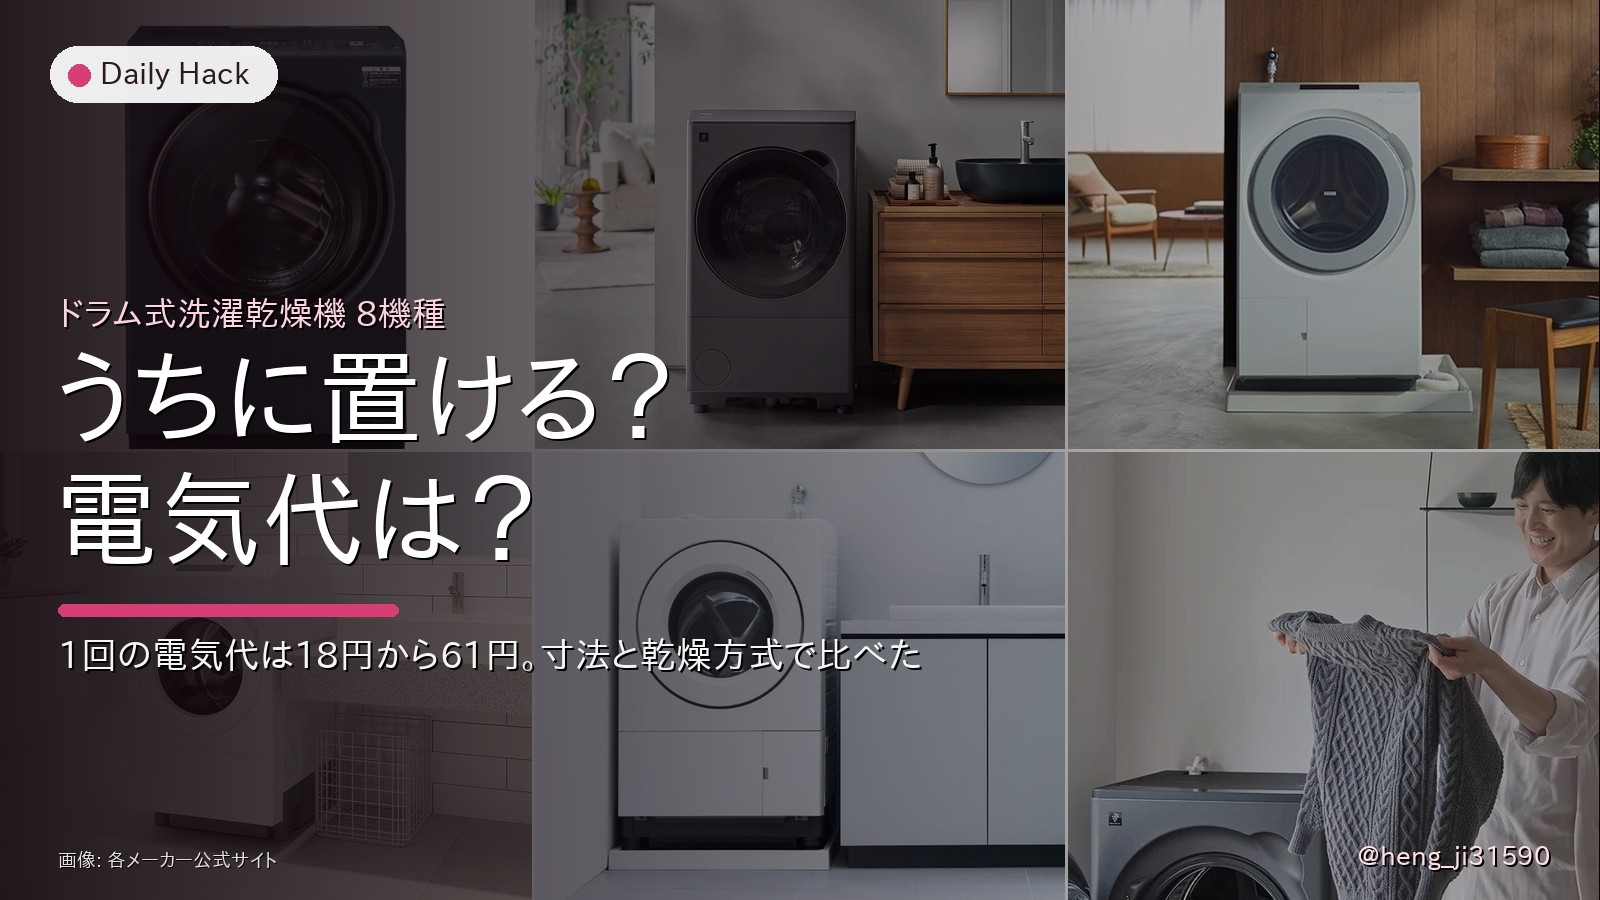 Daily Hack
ドラム式洗濯乾燥機 8機種
うちに置ける?
電気代は?
1回の電気代は18円から61円。寸法と乾燥方式で比べた
画像: 各メーカー公式サイト
@heng_ji31590